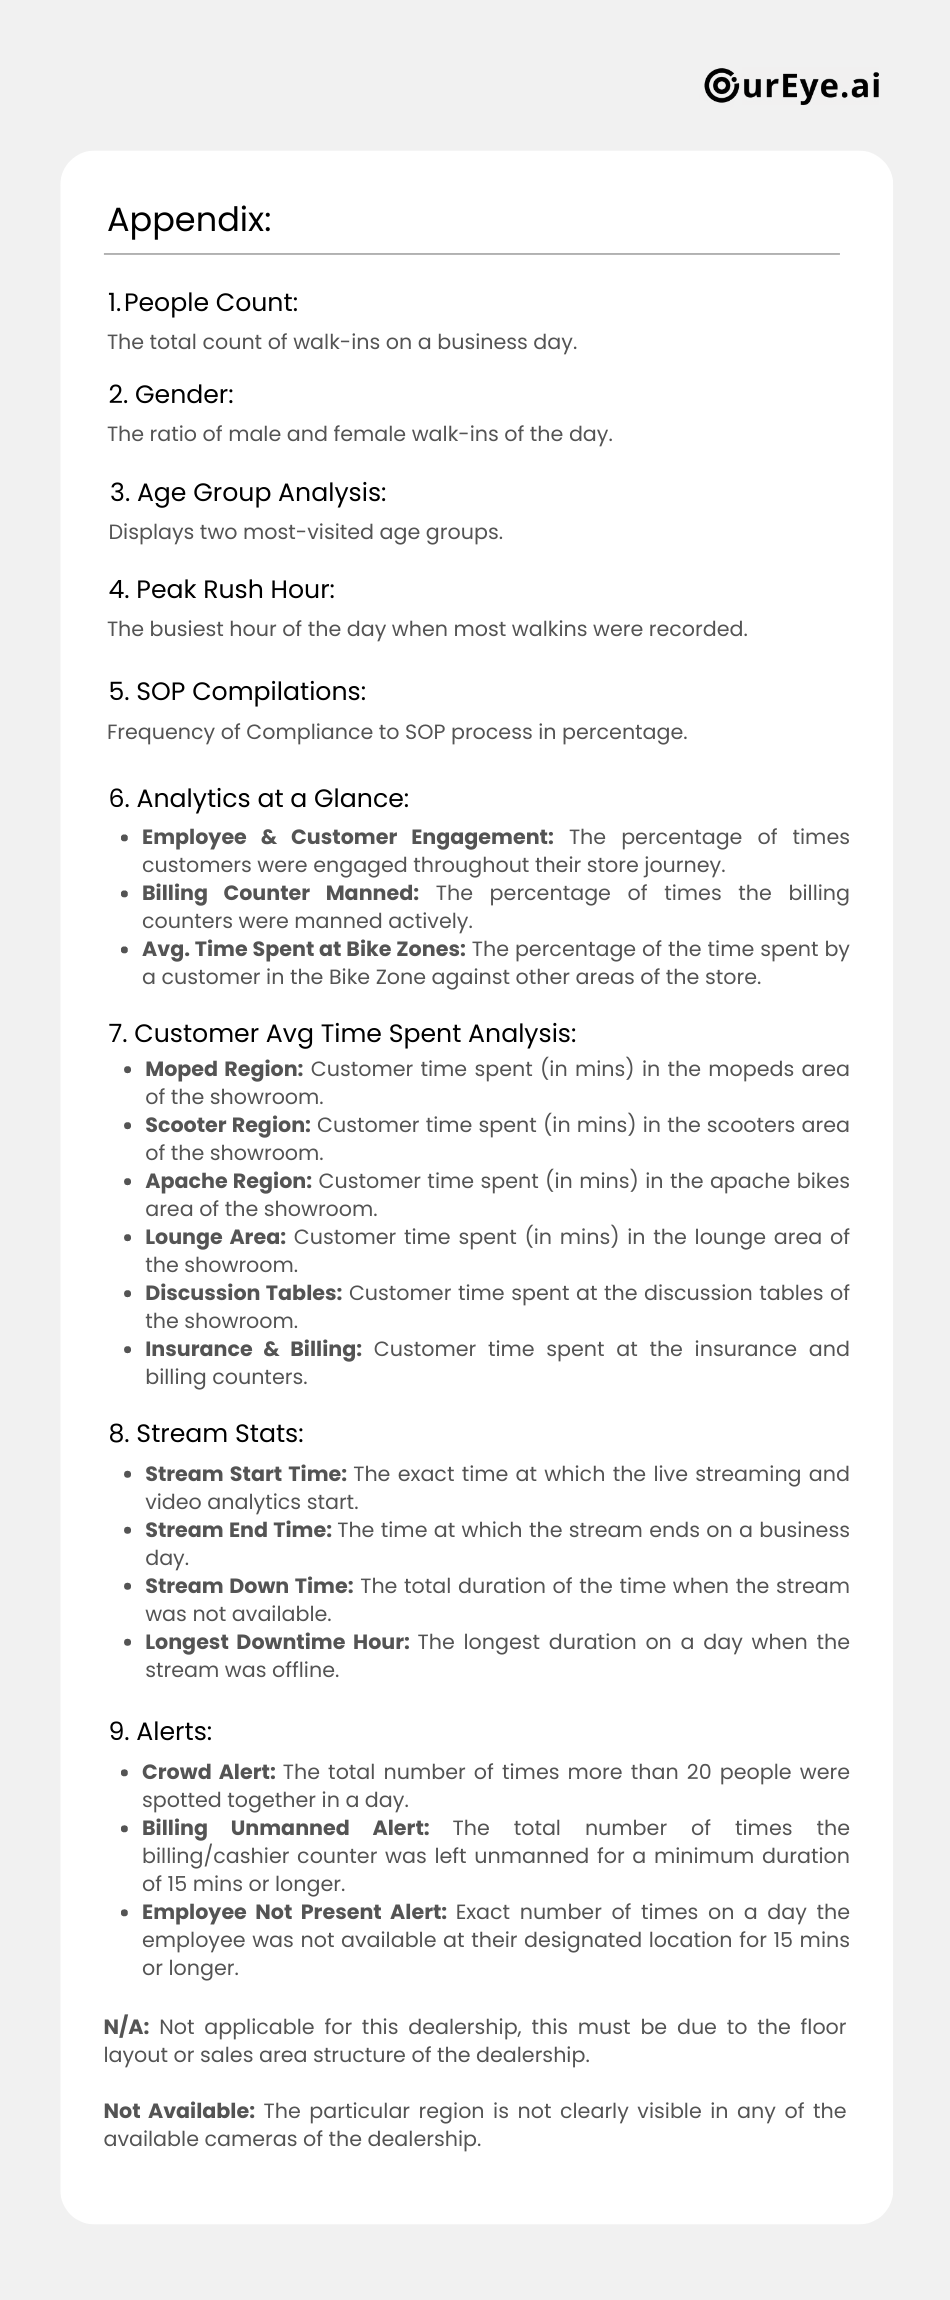 OurEye.ai
Appendix:
1.People Count:
The total count of walk-ins on a business day.
2. Gender:
The ratio of male and female walk-ins of the day.
3. Age Group Analysis:
Displays two most-visited age groups.
4. Peak Rush Hour:
The busiest hour of the day when most walkins were recorded.
5. SOP Compilations:
Frequency of Compliance to SOP process in percentage.
6. Analytics at a Glance:
• Employee & Customer Engagement: The percentage of times
customers were engaged throughout their store journey.
• Billing Counter Manned: The percentage of times the billing
counters were manned actively.
• Avg. Time Spent at Bike Zones: The percentage of the time spent by
a customer in the Bike Zone against other areas of the store.
7. Customer Avg Time Spent Analysis:
• Moped Region: Customer time spent (in mins) in the mopeds area
of the showroom.
• Scooter Region: Customer time spent (in mins) in the scooters area
of the showroom.
• Apache Region: Customer time spent (in mins) in the apache bikes
area of the showroom.
• Lounge Area: Customer time spent (in mins) in the lounge area of
the showroom.
• Discussion Tables: Customer time spent at the discussion tables of
the showroom.
• Insurance & Billing: Customer time spent at the insurance and
billing counters.
8. Stream Stats:
• Stream Start Time: The exact time at which the live streaming and
video analytics start.
• Stream End Time: The time at which the stream ends on a business
day.
• Stream Down Time: The total duration of the time when the stream
was not available.
• Longest Downtime Hour: The longest duration on a day when the
stream was offline.
9. Alerts:
• Crowd Alert: The total number of times more than 20 people were
spotted together in a day.
• Billing Unmanned Alert: The total number of times the
billing/cashier counter was left unmanned for a minimum duration
of 15 mins or longer.
• Employee Not Present Alert: Exact number of times on a day the
employee was not available at their designated location for 15 mins
or longer.
N/A: Not applicable for this dealership, this must be due to the floor
layout or sales area structure of the dealership.
Not Available: The particular region is not clearly visible in any of the
available cameras of the dealership.